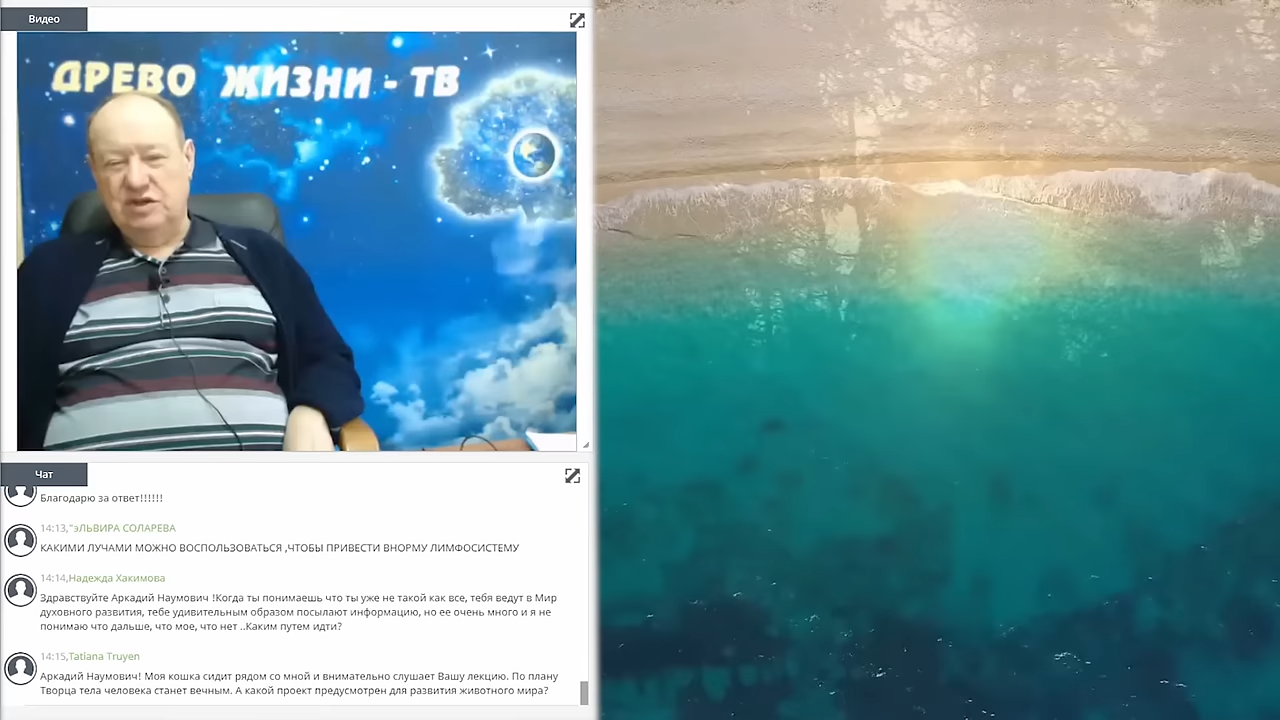 Видео
ДРЕВО ЖИЗНИ - ТВ
Чат
Благодарю за ответ!!!!!!
14:13,"эЛЬВИРА СОЛАРЕВА
КАКИМИ ЛУЧАМИ МОЖНО ВОСПОЛЬЗОВАТЬСЯ ,ЧТОБЫ ПРИВЕСТИ ВНОРМУ ЛИМФОСИСТЕМУ
14:14,Надежда Хакимова
Здравствуйте Аркадий Наумович !Когда ты понимаешь что ты уже не такой как все, тебя ведут в Мир
духовного развития, тебе удивительным образом посылают информацию, но ее очень много и я не
понимаю что дальше, что мое, что нет ..Каким путем идти?
14:15,Tatiana Truyen
Аркадий Наумович! Моя кошка сидит рядом со мной и внимательно слушает Вашу лекцию. По плану
Творца тела человека станет вечным. А какой проект предусмотрен для развития животного мира?